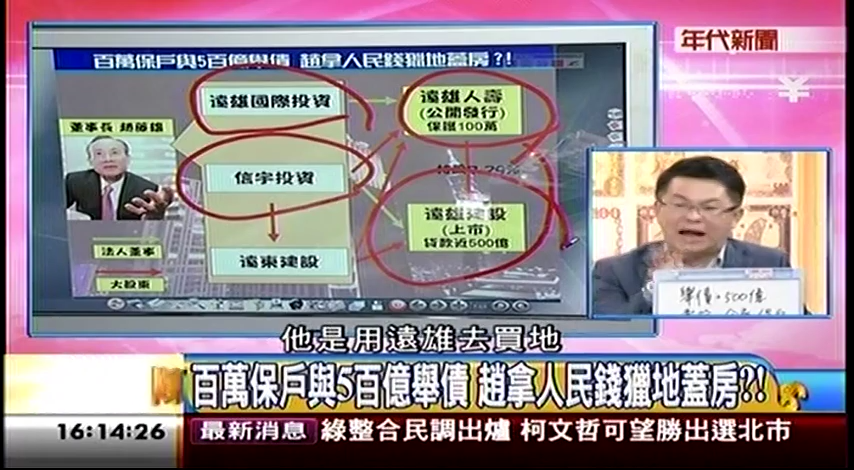 年代新聞
百萬保戶與5百億舉債 趙拿人民錢獵地蓋房?!
董事長 趙藤雄
遠雄國際投資
信宇投資
遠東建設
遠雄人壽
(公開發行)
保護100萬
遠雄建設
(上市)
貸款近500億
法人董事
大股東
舉債.500億
他是用遠雄去買地
百萬保戶與5百億舉債 趙拿人民錢獵地蓋房?!
16:14:26
最新消息 綠整合民調出爐 柯文哲可望勝出選北市